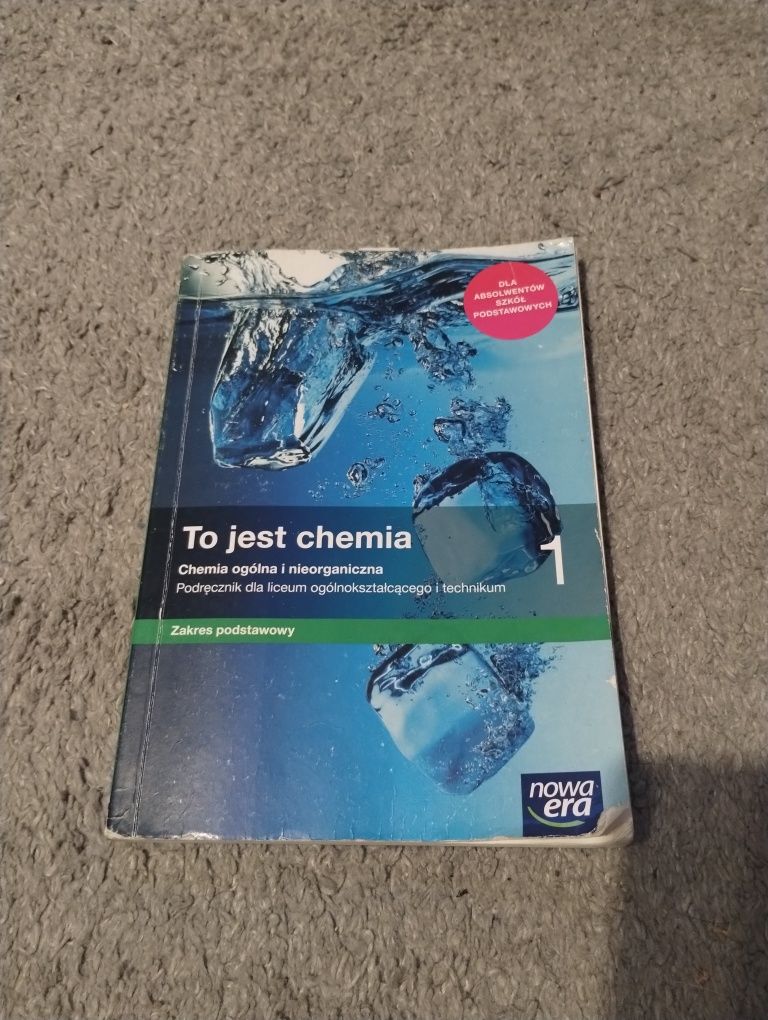 DLA
ABSOLWENTÓW
SZKÓŁ
PODSTAWOWYCH
To jest chemia
1
Chemia ogólna i nieorganiczna
Podręcznik dla liceum ogólnokształcącego i technikum
Zakres podstawowy
nowa
era